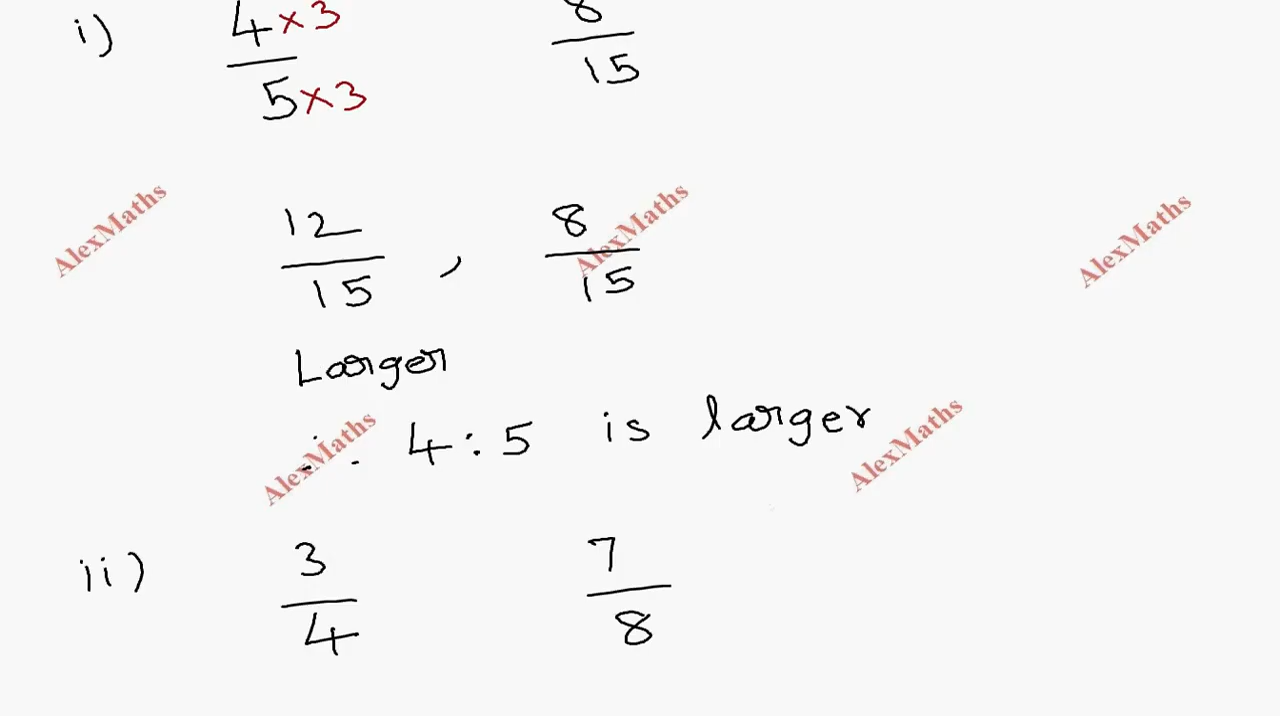 i) 4×3 8
5×3 15
AlexMaths AlexMaths AlexMaths
12 , 8
15 15
Larger
∴ 4:5 is larger
AlexMaths AlexMaths
ii) 3 7
4 8